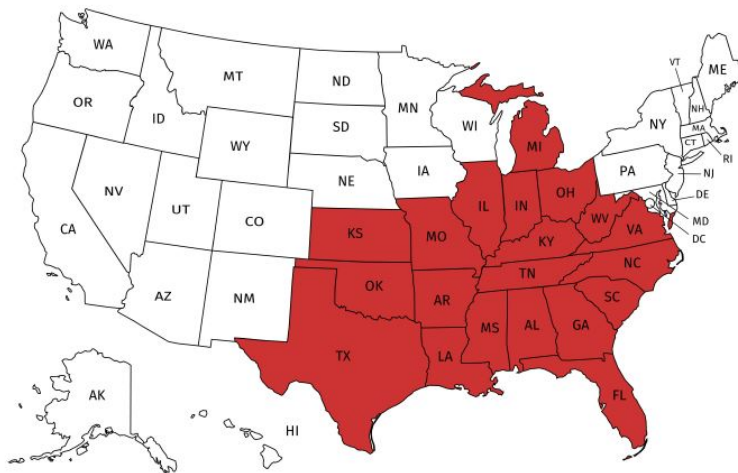 WA
MT
ND
MN
VT
ME
OR
ID
SD
WI
MI
NY
NH
MA
CT
RI
WY
IA
PA
NJ
NE
NV
UT
CO
IL
IN
OH
DE
MD
DC
CA
KS
MO
WV
VA
KY
AZ
NM
OK
AR
TN
NC
SC
TX
LA
MS
AL
GA
FL
AK
HI